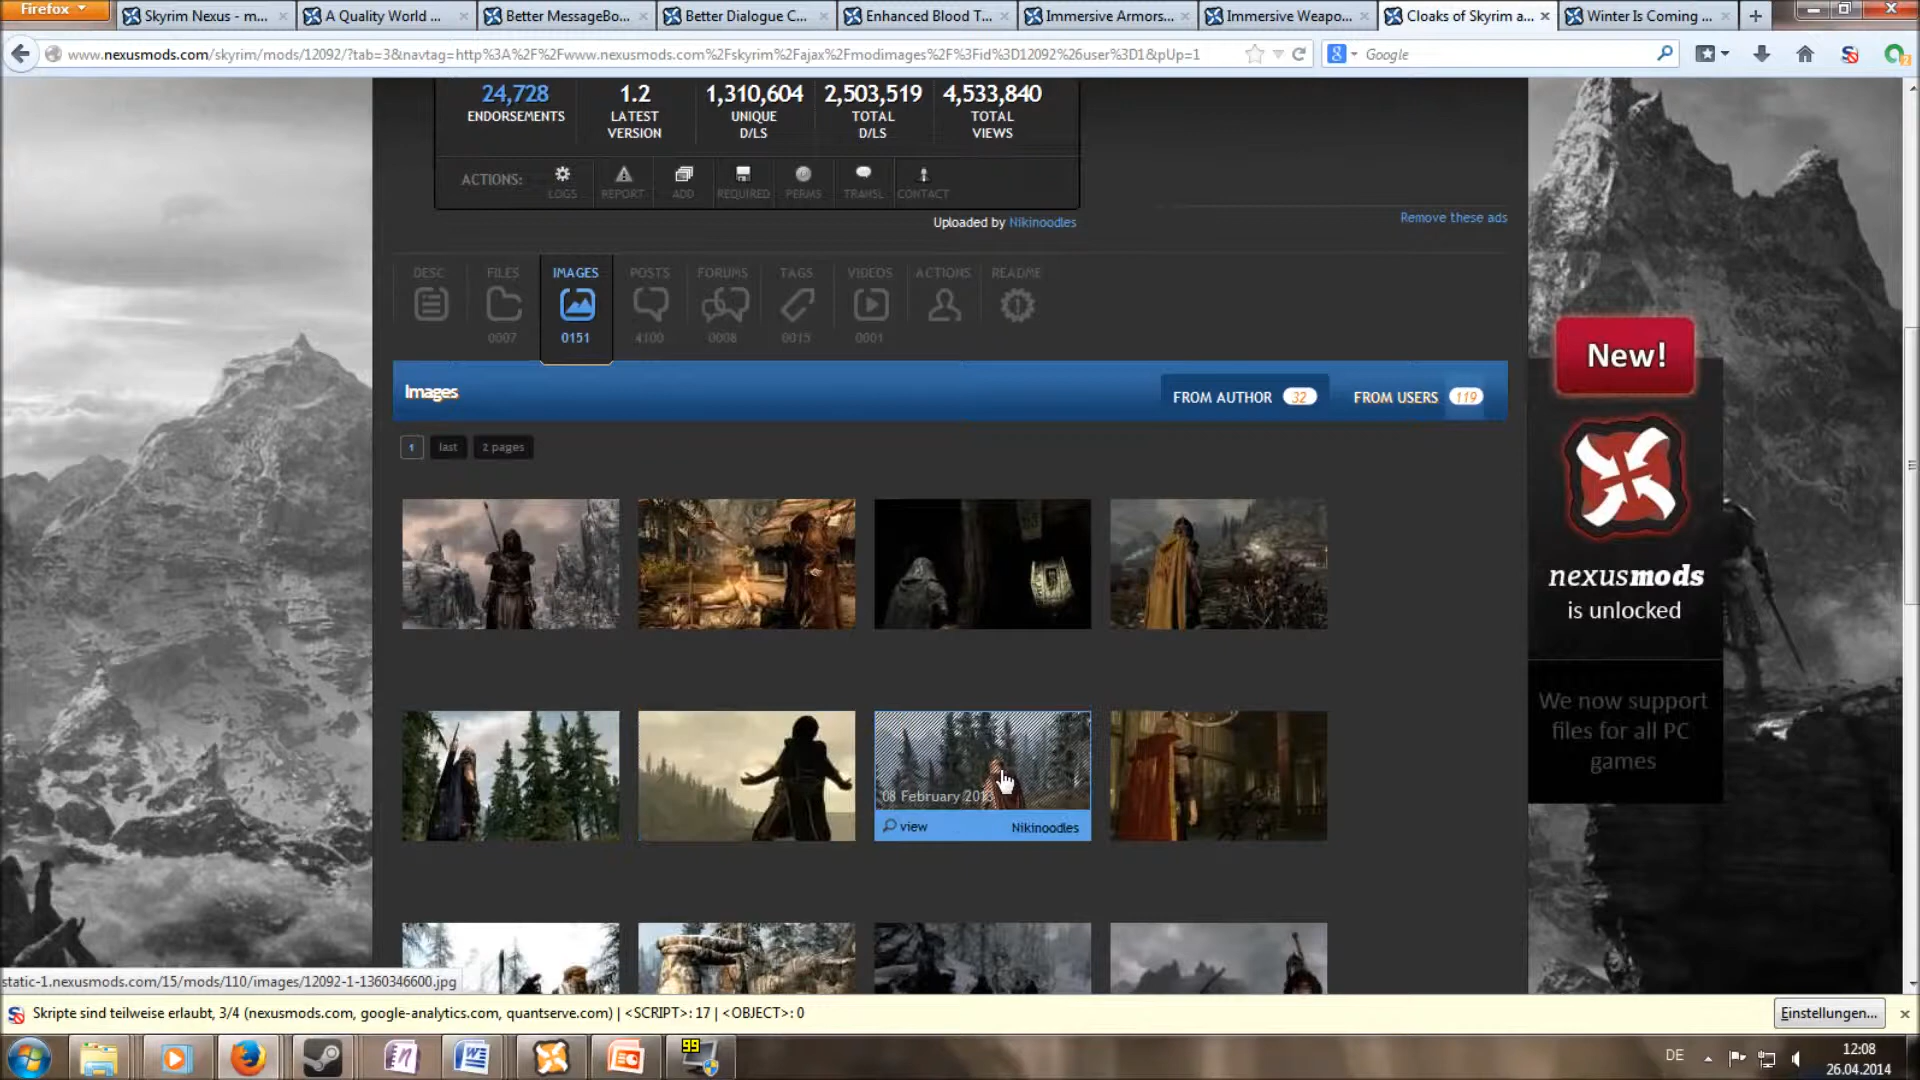 Firefox
Skyrim Nexus - m...
A Quality World ...
Better MessageBo...
Better Dialogue C...
Enhanced Blood T...
Immersive Armors...
Immersive Weapo...
Cloaks of Skyrim a...
Winter Is Coming ...
www.nexusmods.com/skyrim/mods/12092/?tab=3&navtag=http%3A%2F%2Fwww.nexusmods.com%2Fskyrim%2Fajax%2Fmodimages%2F%3Fid%3D12092%26user%3D1&pUp=1
Google
24,728 1.2 1,310,604 2,503,519 4,533,840
ENDORSEMENTS LATEST VERSION UNIQUE D/LS TOTAL D/LS TOTAL VIEWS
ACTIONS: LOGS REPORT ADD REQUIRED PERMS TRANSL CONTACT
Uploaded by Nikinoodles
Remove these ads
DESC FILES IMAGES POSTS FORUMS TAGS VIDEOS ACTIONS README
0007 0151 4100 0008 0015 0001
Images FROM AUTHOR 32 FROM USERS 119
1 last 2 pages
New!
nexusmods
is unlocked
We now support
files for all PC
games
08 February 2013
view Nikinoodles
static-1.nexusmods.com/15/mods/110/images/12092-1-1360346600.jpg
Skripte sind teilweise erlaubt, 3/4 (nexusmods.com, google-analytics.com, quantserve.com) | <SCRIPT>: 17 | <OBJECT>: 0
Einstellungen...
99
DE
12:08
26.04.2014